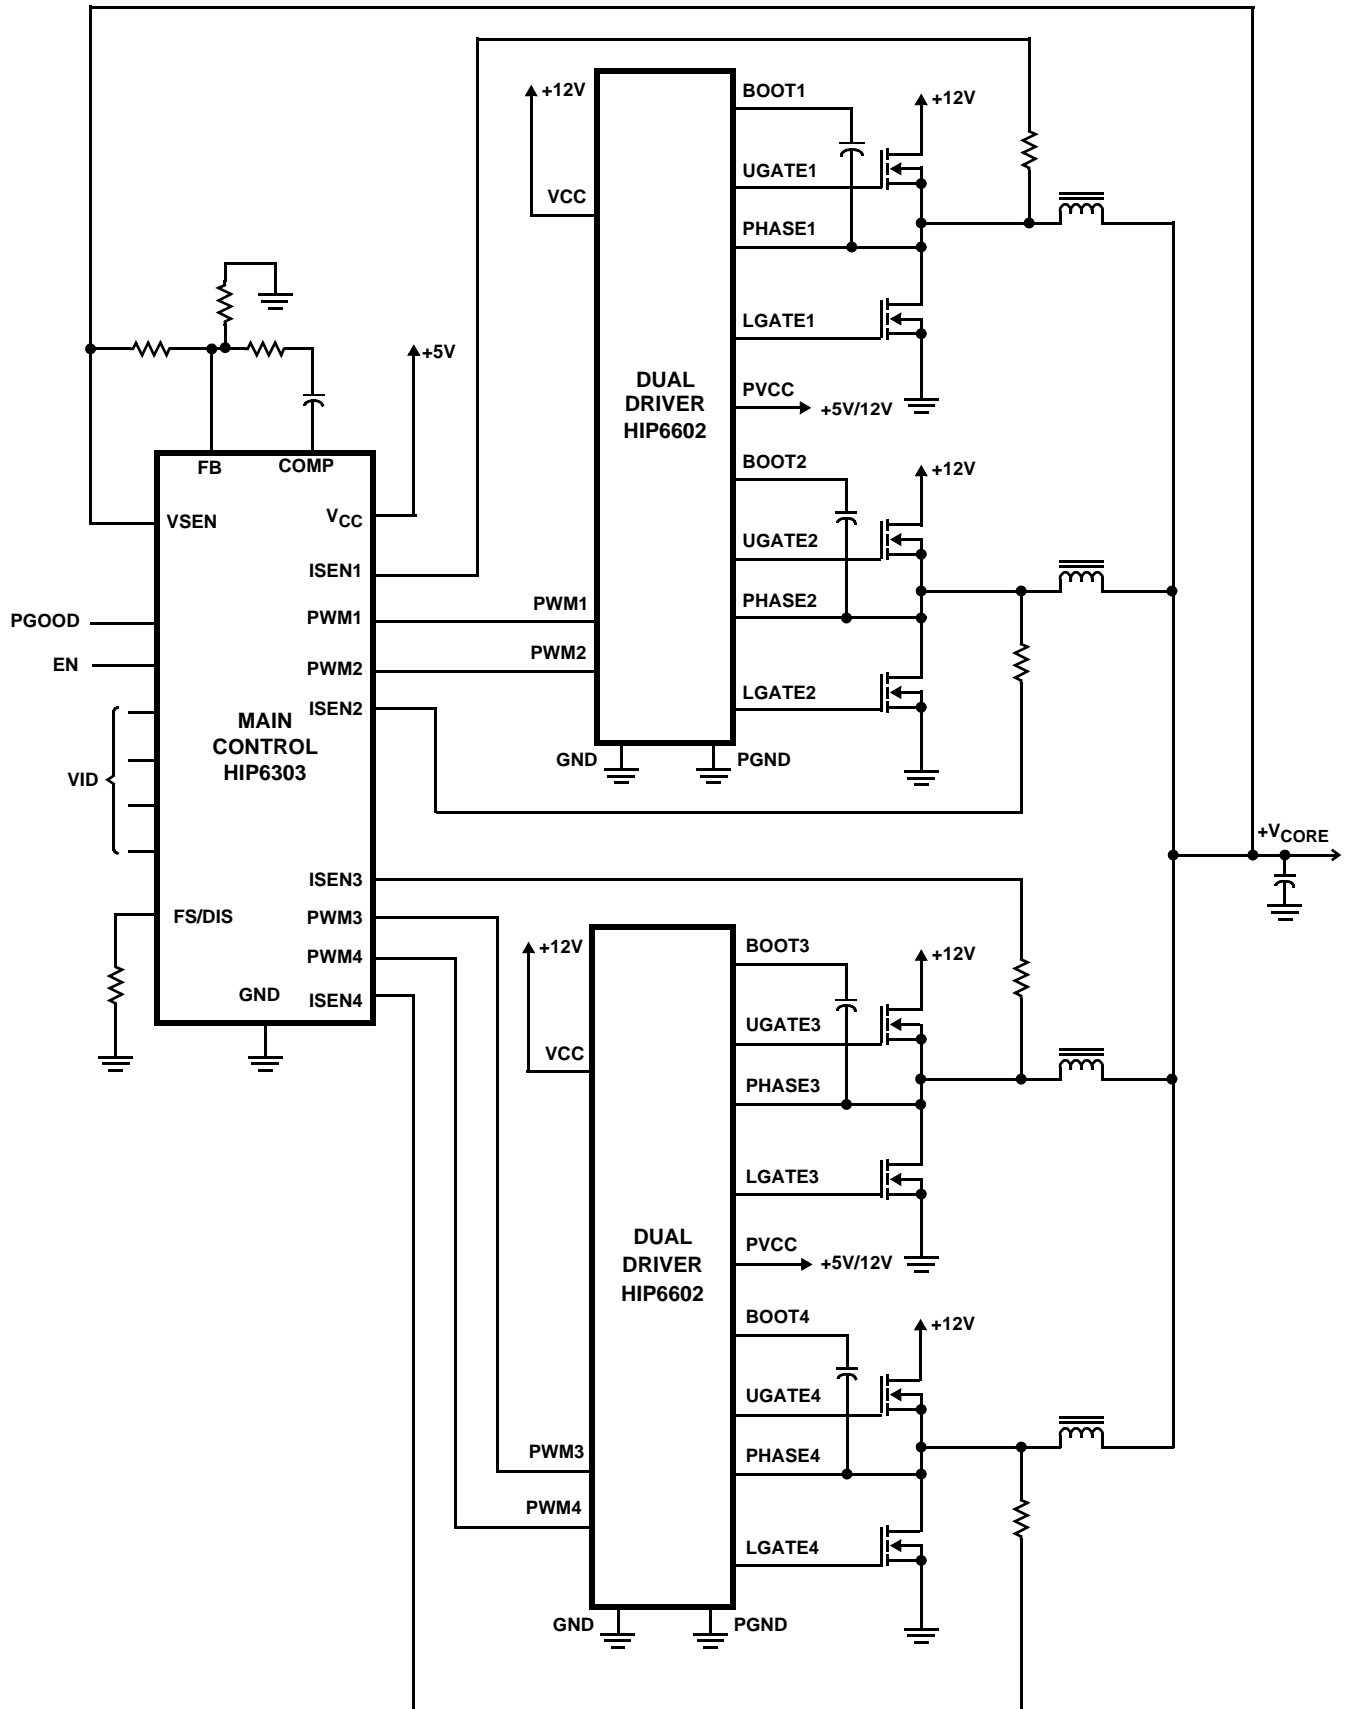 +12V
BOOT1
+12V
UGATE1
VCC
PHASE1
LGATE1
+5V
DUAL
DRIVER
HIP6602
PVCC
+5V/12V
FB
COMP
BOOT2
+12V
VSEN
VCC
UGATE2
ISEN1
PHASE2
PWM1
PWM1
PGOOD
EN
PWM2
PWM2
LGATE2
ISEN2
MAIN
CONTROL
HIP6303
VID
GND
PGND
+VCORE
ISEN3
FS/DIS
PWM3
+12V
BOOT3
+12V
PWM4
GND
ISEN4
UGATE3
VCC
PHASE3
LGATE3
DUAL
DRIVER
HIP6602
PVCC
+5V/12V
BOOT4
+12V
UGATE4
PWM3
PHASE4
PWM4
LGATE4
GND
PGND